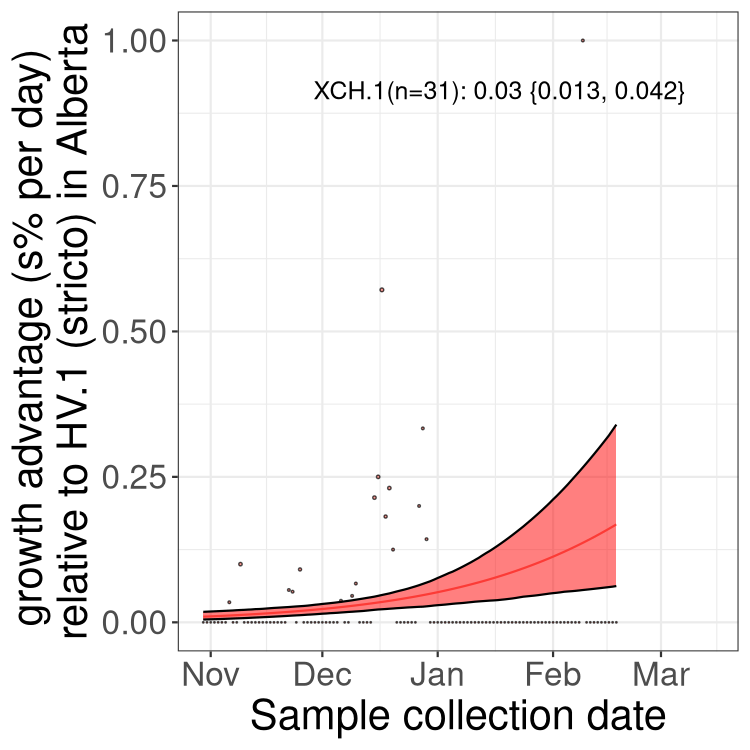 growth advantage (s% per day)
relative to HV.1 (stricto) in Alberta
1.00
0.75
0.50
0.25
0.00
XCH.1(n=31): 0.03 {0.013, 0.042}
Nov Dec Jan Feb Mar
Sample collection date